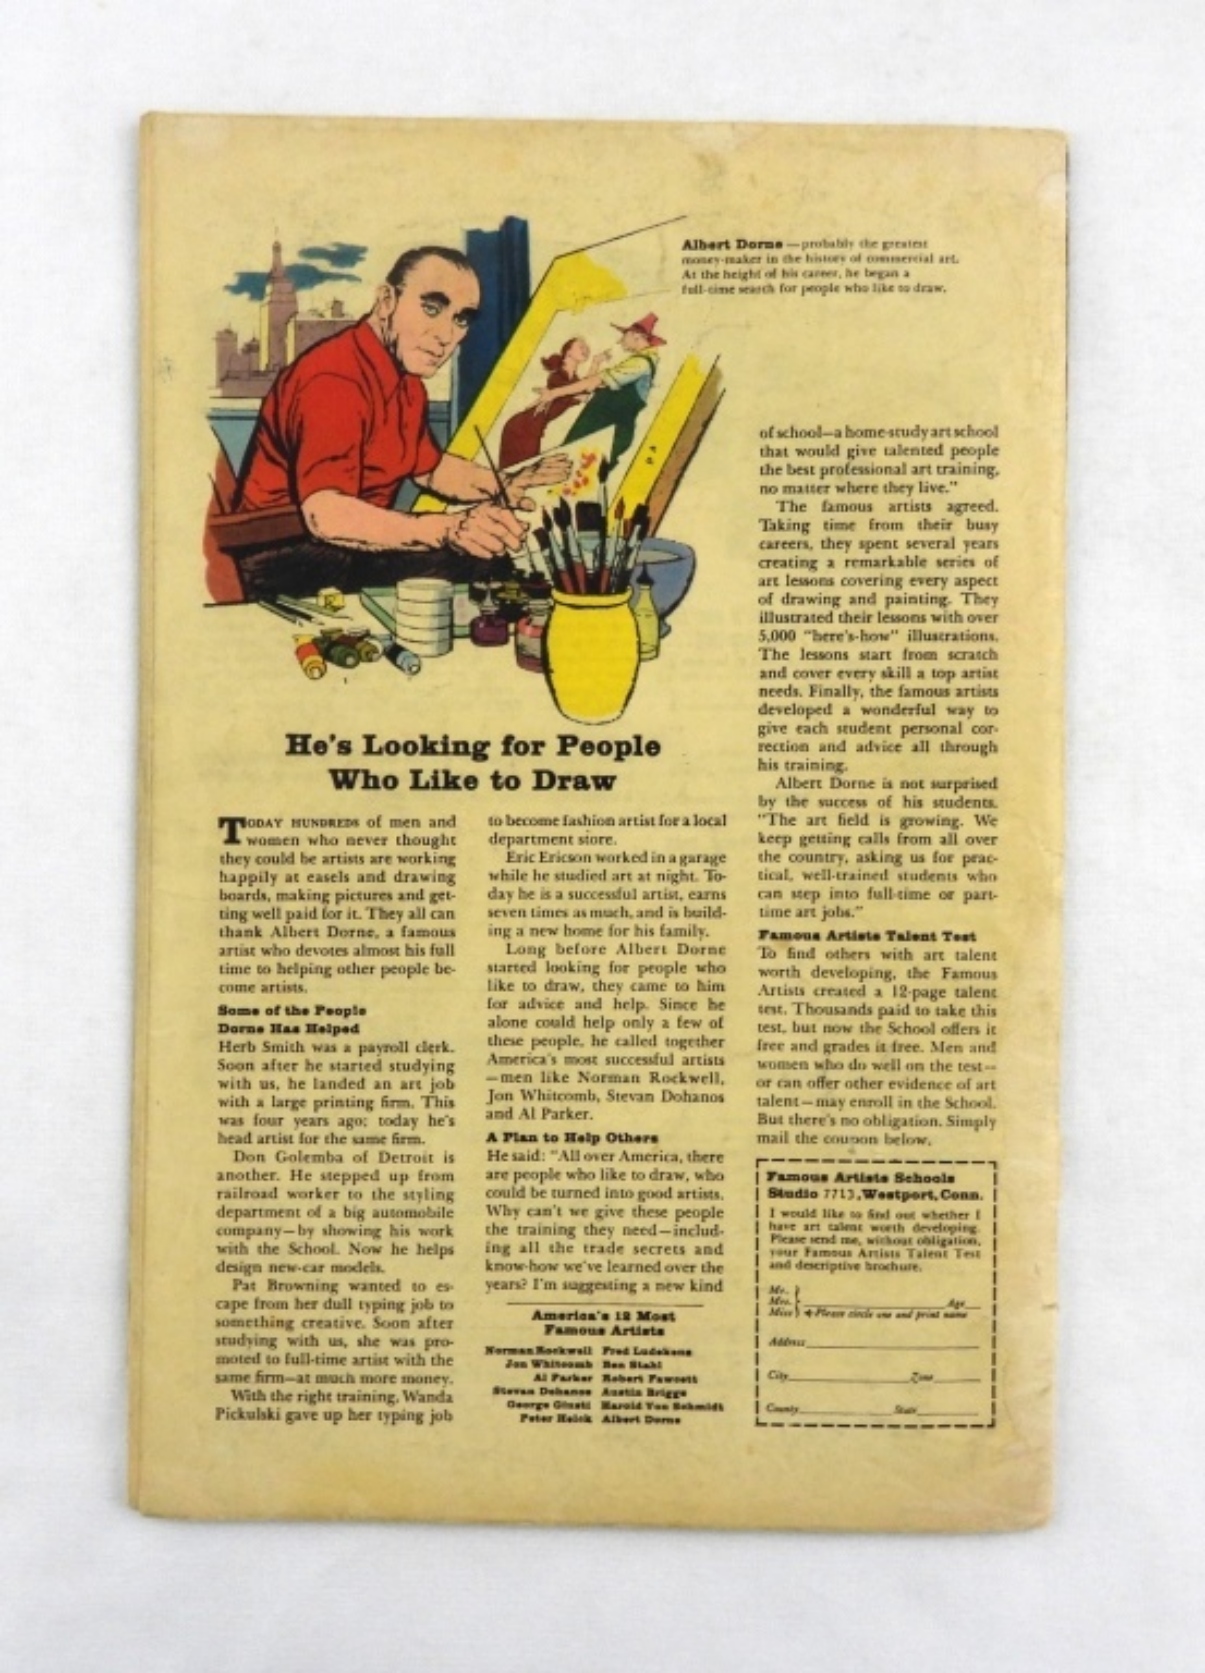 Albert Dorne—probably the greatest
money-maker in the history of commercial art.
At the height of his career, he began a
full-time search for people who like to draw.
He's Looking for People
Who Like to Draw
TODAY HUNDREDS of men and
women who never thought
they could be artists are working
happily at easels and drawing
boards, making pictures and get-
ting well paid for it. They all can
thank Albert Dorne, a famous
artist who devotes almost his full
time to helping other people be-
come artists.
Some of the People
Dorne Has Helped
Herb Smith was a payroll clerk.
Soon after he started studying
with us, he landed an art job
with a large printing firm. This
was four years ago; today he's
head artist for the same firm.
Don Golemba of Detroit is
another. He stepped up from
railroad worker to the styling
department of a big automobile
company—by showing his work
with the School. Now he helps
design new-car models.
Pat Browning wanted to es-
cape from her dull typing job to
something creative. Soon after
studying with us, she was pro-
moted to full-time artist with the
same firm—at much more money.
With the right training, Wanda
Pickulski gave up her typing job
to become fashion artist for a local
department store.
Eric Ericson worked in a garage
while he studied art at night. To-
day he is a successful artist, earns
seven times as much, and is build-
ing a new home for his family.
Long before Albert Dorne
started looking for people who
like to draw, they came to him
for advice and help. Since he
alone could help only a few of
these people, he called together
America's most successful artists
—men like Norman Rockwell,
Jon Whitcomb, Stevan Dohanos
and Al Parker.
A Plan to Help Others
He said: "All over America, there
are people who like to draw, who
could be turned into good artists.
Why can't we give these people
the training they need—includ-
ing all the trade secrets and
know-how we've learned over the
years? I'm suggesting a new kind
America's 12 Most
Famous Artists
Norman Rockwell Fred Ludekens
Jon Whitcomb Ben Stahl
Al Parker Robert Fawcett
Stevan Dohanos Austin Briggs
George Giusti Harold Von Schmidt
Peter Helck Albert Dorne
of school—a home-study art school
that would give talented people
the best professional art training,
no matter where they live."
The famous artists agreed.
Taking time from their busy
careers, they spent several years
creating a remarkable series of
art lessons covering every aspect
of drawing and painting. They
illustrated their lessons with over
5,000 "here's-how" illustrations.
The lessons start from scratch
and cover every skill a top artist
needs. Finally, the famous artists
developed a wonderful way to
give each student personal cor-
rection and advice all through
his training.
Albert Dorne is not surprised
by the success of his students.
"The art field is growing. We
keep getting calls from all over
the country, asking us for prac-
tical, well-trained students who
can step into full-time or part-
time art jobs."
Famous Artists Talent Test
To find others with art talent
worth developing, the Famous
Artists created a 12-page talent
test. Thousands paid to take this
test, but now the School offers it
free and grades it free. Men and
women who do well on the test—
or can offer other evidence of art
talent—may enroll in the School.
But there's no obligation. Simply
mail the coupon below.
Famous Artists Schools
Studio 7713, Westport, Conn.
I would like to find out whether I
have art talent worth developing.
Please send me, without obligation,
your Famous Artists Talent Test
and descriptive brochure.
Mr.
Mrs. Age
Miss Please circle one and print name
Address
City Zone
County State